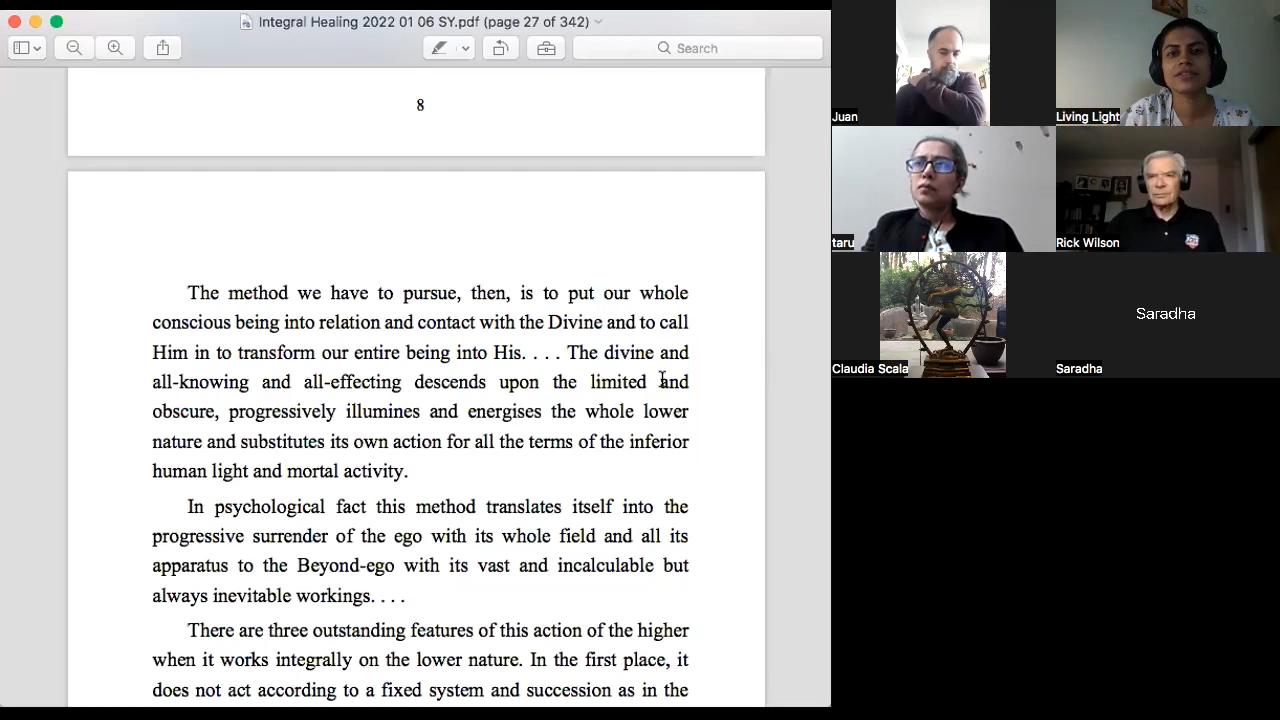 Integral Healing 2022 01 06 SY.pdf (page 27 of 342)
Search
8
The method we have to pursue, then, is to put our whole
conscious being into relation and contact with the Divine and to call
Him in to transform our entire being into His. . . . The divine and
all-knowing and all-effecting descends upon the limited and
obscure, progressively illumines and energises the whole lower
nature and substitutes its own action for all the terms of the inferior
human light and mortal activity.
In psychological fact this method translates itself into the
progressive surrender of the ego with its whole field and all its
apparatus to the Beyond-ego with its vast and incalculable but
always inevitable workings. . . .
There are three outstanding features of this action of the higher
when it works integrally on the lower nature. In the first place, it
does not act according to a fixed system and succession as in the
Juan
Living Light
taru
Rick Wilson
Claudia Scala
Saradha
Saradha